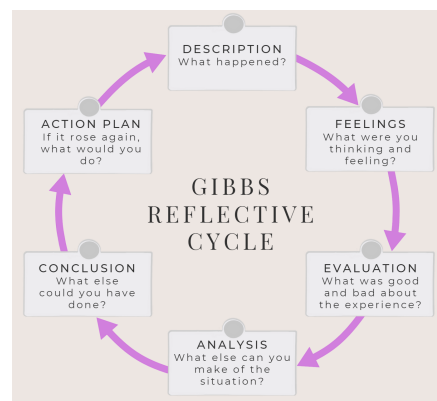 DESCRIPTION
What happened?
FEELINGS
What were you
thinking and
feeling?
EVALUATION
What was good
and bad about
the experience?
ANALYSIS
What else can you
make of the
situation?
CONCLUSION
What else
could you have
done?
ACTION PLAN
If it rose again,
what would you
do?
GIBBS
REFLECTIVE
CYCLE